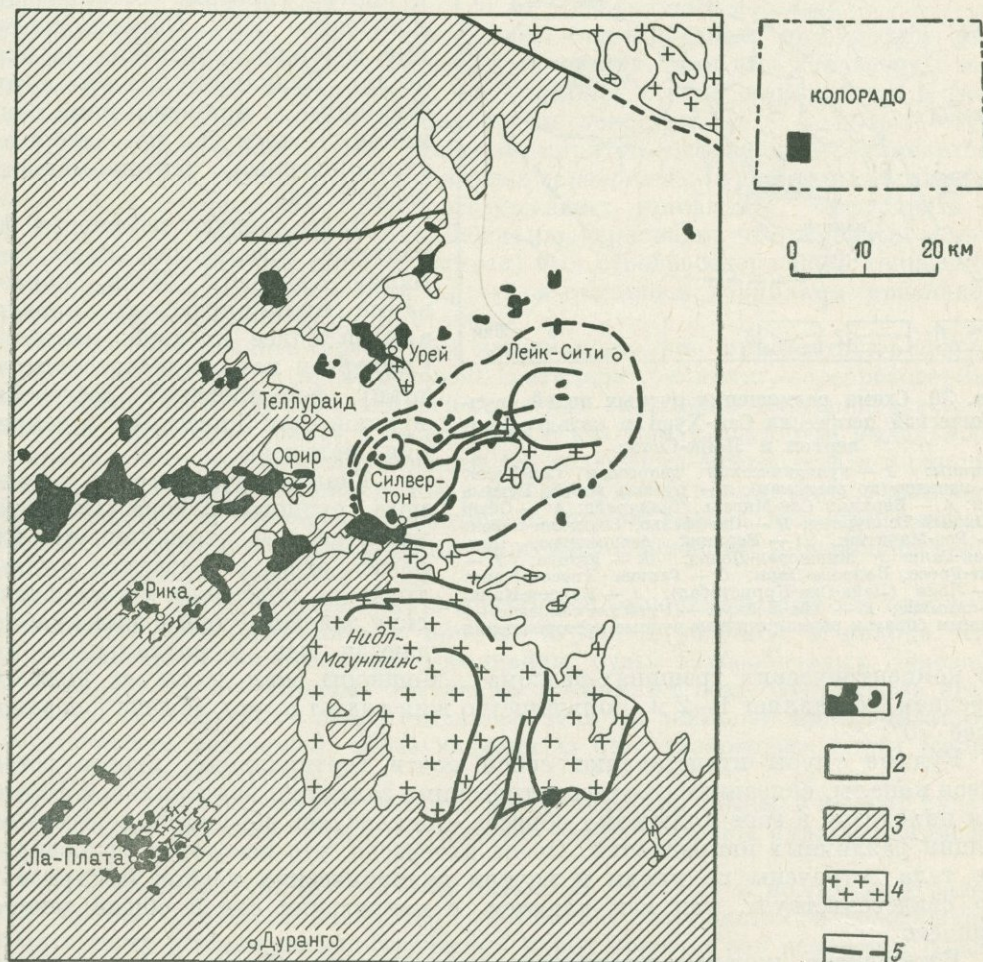 КОЛОРАДО
0 10 20 км
Урей
Лейк-Сити
Теллурайд
Офир
Силвер-
тон
Рика
Нидл-
Маунтинс
Ла-Плата
Дуранго
1
2
3
4
5